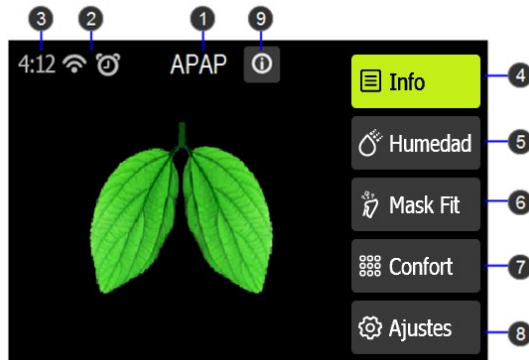 3 2 1 9
4:12 APAP
Info 4
Humedad 5
Mask Fit 6
Confort 7
Ajustes 8